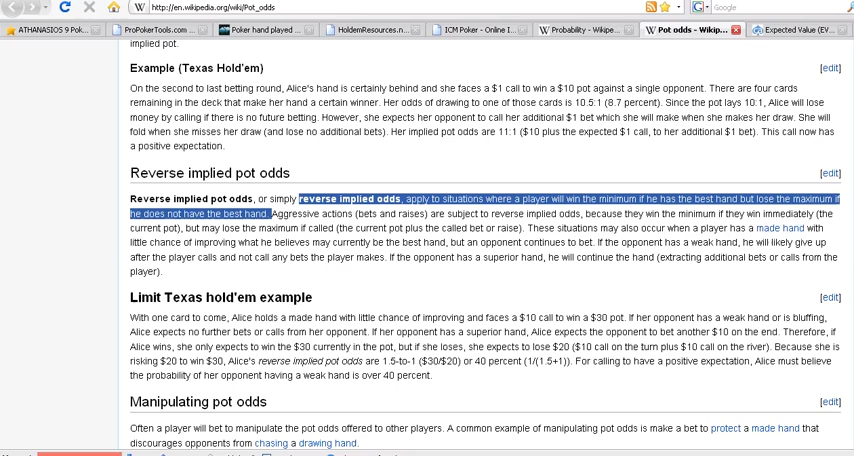 http://en.wikipedia.org/wiki/Pot_odds
Google
ATHANASIOS 9 Pok...
ProPokerTools.com ...
Poker hand played ...
HoldemResources.n...
ICM Poker - Online I...
Probability - Wikipe...
Pot odds - Wikip...
Expected Value (EV...
implied pot.
Example (Texas Hold'em)
[edit]
On the second to last betting round, Alice's hand is certainly behind and she faces a $1 call to win a $10 pot against a single opponent. There are four cards
remaining in the deck that make her hand a certain winner. Her odds of drawing to one of those cards is 10.5:1 (8.7 percent). Since the pot lays 10:1, Alice will lose
money by calling if there is no future betting. However, she expects her opponent to call her additional $1 bet which she will make when she makes her draw. She will
fold when she misses her draw (and lose no additional bets). Her implied pot odds are 11:1 ($10 plus the expected $1 call, to her additional $1 bet). This call now has
a positive expectation.
Reverse implied pot odds
[edit]
Reverse implied pot odds, or simply reverse implied odds, apply to situations where a player will win the minimum if he has the best hand but lose the maximum if
he does not have the best hand. Aggressive actions (bets and raises) are subject to reverse implied odds, because they win the minimum if they win immediately (the
current pot), but may lose the maximum if called (the current pot plus the called bet or raise). These situations may also occur when a player has a made hand with
little chance of improving what he believes may currently be the best hand, but an opponent continues to bet. If the opponent has a weak hand, he will likely give up
after the player calls and not call any bets the player makes. If the opponent has a superior hand, he will continue the hand (extracting additional bets or calls from the
player).
Limit Texas hold'em example
[edit]
With one card to come, Alice holds a made hand with little chance of improving and faces a $10 call to win a $30 pot. If her opponent has a weak hand or is bluffing,
Alice expects no further bets or calls from her opponent. If her opponent has a superior hand, Alice expects the opponent to bet another $10 on the end. Therefore, if
Alice wins, she only expects to win the $30 currently in the pot, but if she loses, she expects to lose $20 ($10 call on the turn plus $10 call on the river). Because she is
risking $20 to win $30, Alice's reverse implied pot odds are 1.5-to-1 ($30/$20) or 40 percent (1/(1.5+1)). For calling to have a positive expectation, Alice must believe
the probability of her opponent having a weak hand is over 40 percent.
Manipulating pot odds
[edit]
Often a player will bet to manipulate the pot odds offered to other players. A common example of manipulating pot odds is make a bet to protect a made hand that
discourages opponents from chasing a drawing hand.